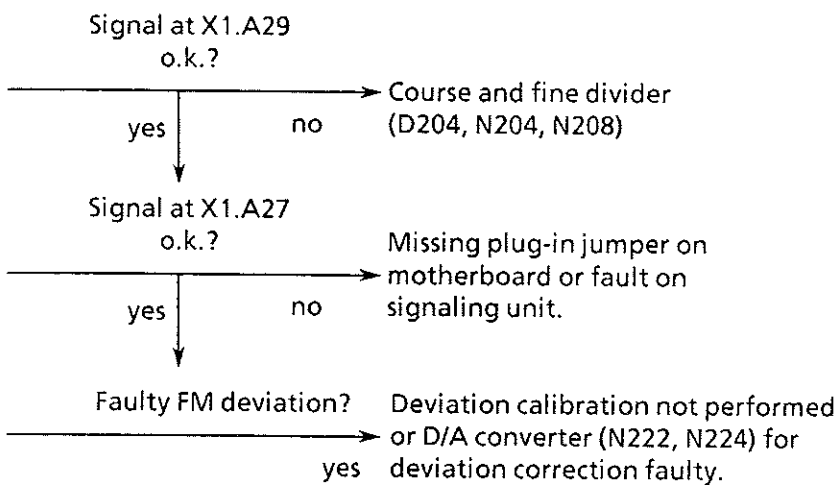 Signal at X1.A29
o.k.?
Course and fine divider
yes no (D204, N204, N208)
Signal at X1.A27
o.k.?
Missing plug-in jumper on
motherboard or fault on
yes no signaling unit.
Faulty FM deviation? Deviation calibration not performed
or D/A converter (N222, N224) for
yes deviation correction faulty.